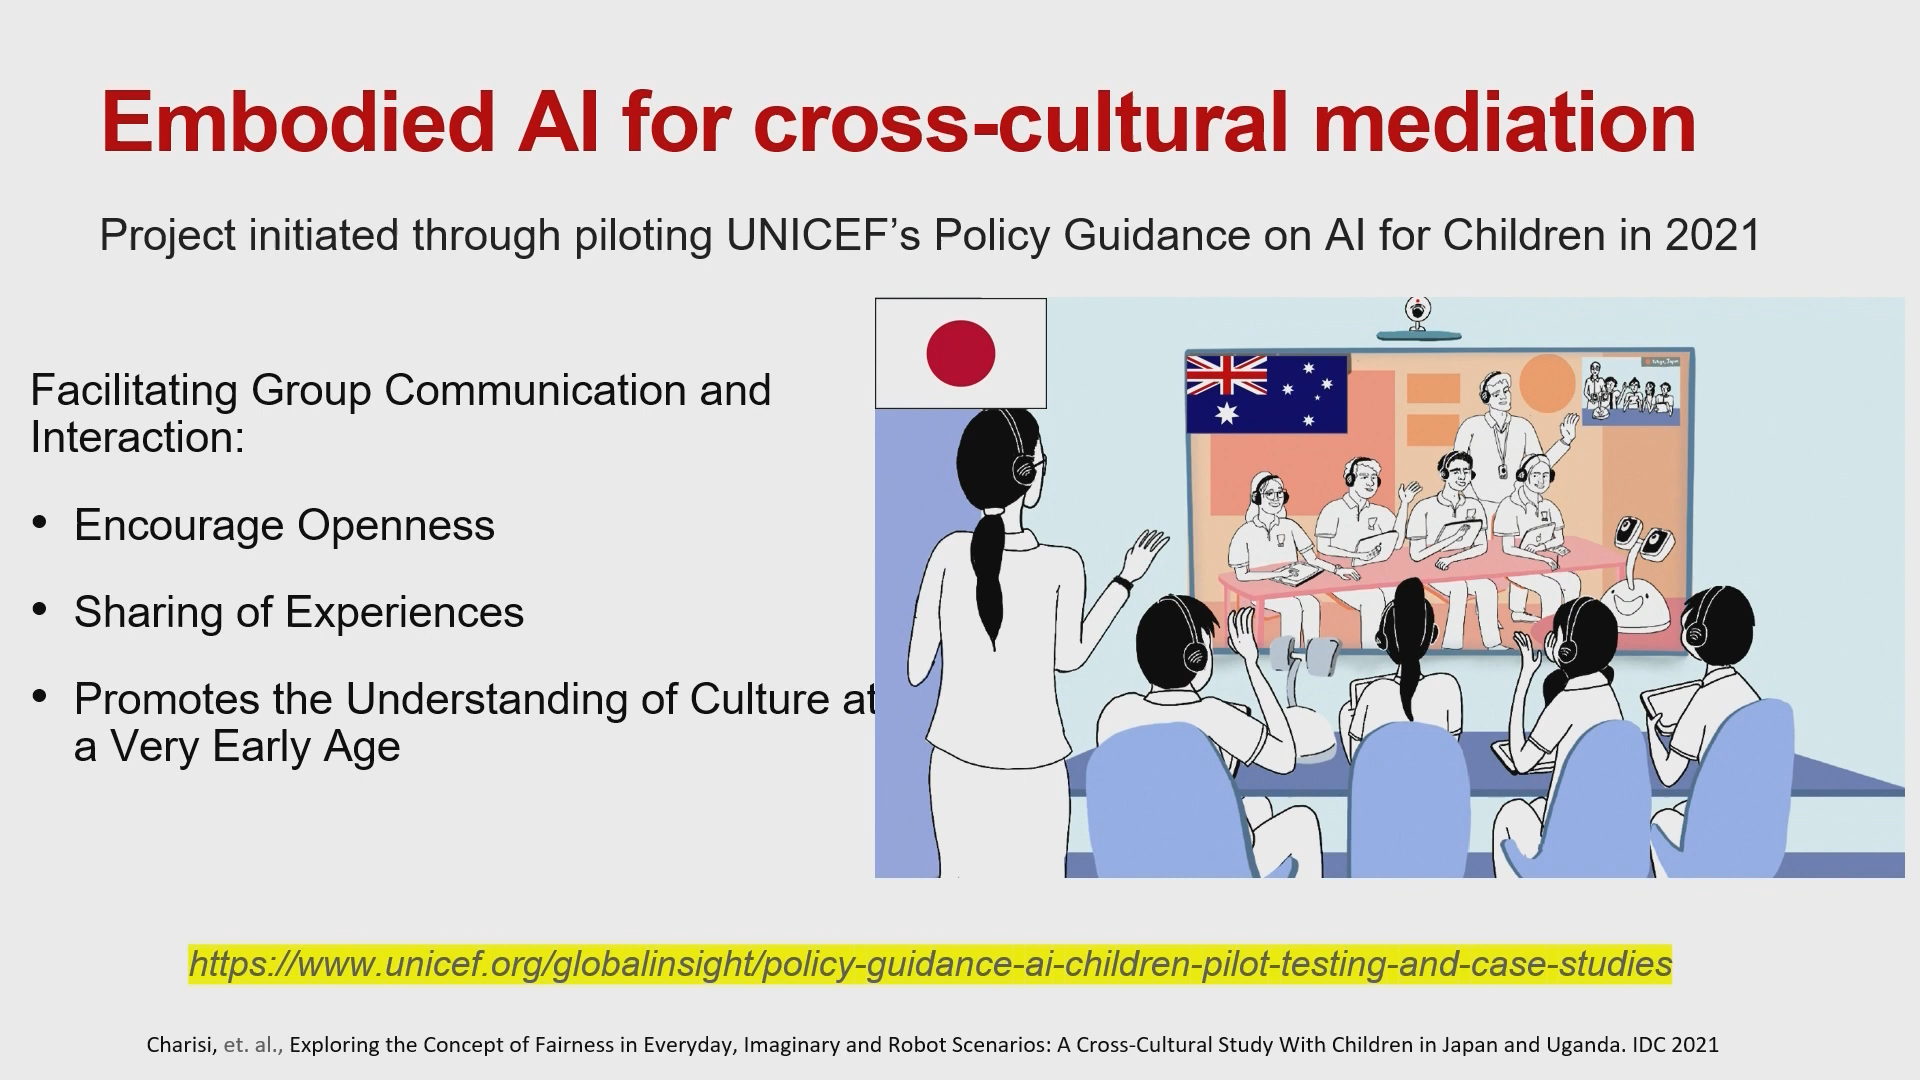 Embodied AI for cross-cultural mediation
Project initiated through piloting UNICEF’s Policy Guidance on AI for Children in 2021
Facilitating Group Communication and
Interaction:
• Encourage Openness
• Sharing of Experiences
• Promotes the Understanding of Culture at
a Very Early Age
https://www.unicef.org/globalinsight/policy-guidance-ai-children-pilot-testing-and-case-studies
Charisi, et. al., Exploring the Concept of Fairness in Everyday, Imaginary and Robot Scenarios: A Cross-Cultural Study With Children in Japan and Uganda. IDC 2021